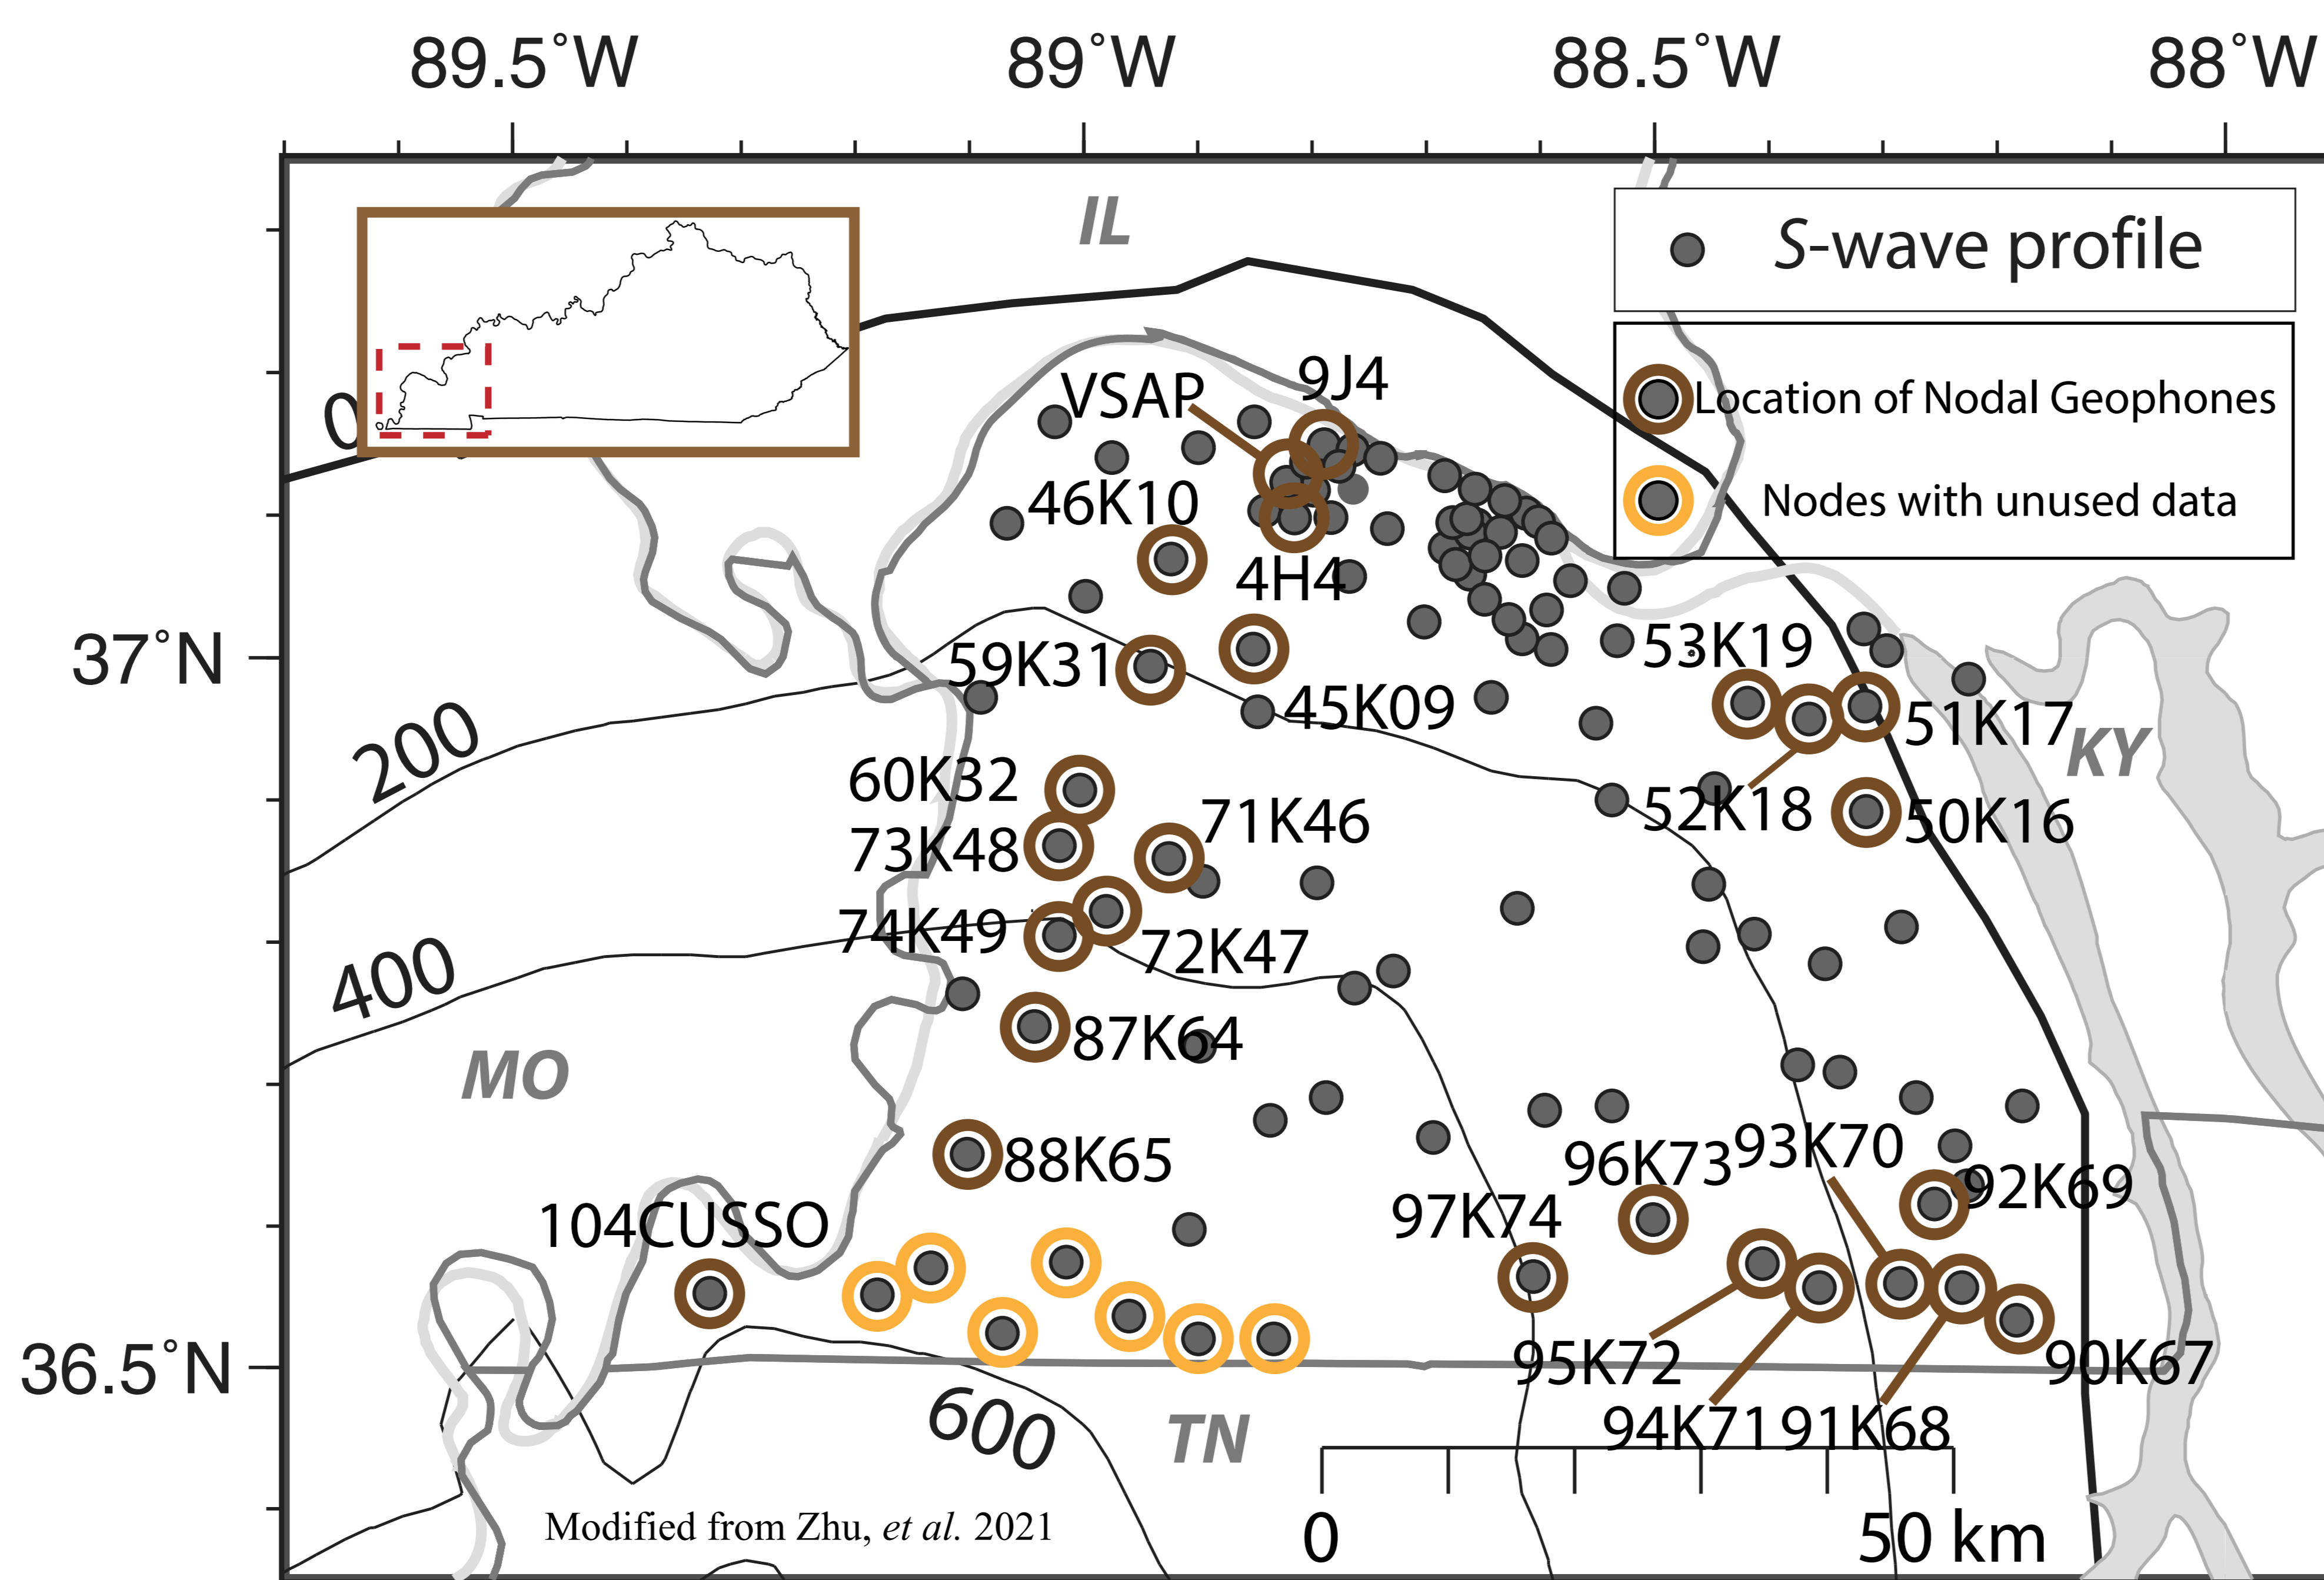 89.5°W
89°W
88.5°W
88°W
IL
S-wave profile
Location of Nodal Geophones
Nodes with unused data
0
VSAP
9J4
46K10
4H4
37°N
59K31
53K19
45K09
51K17
KY
200
60K32
52K18
50K16
71K46
73K48
74K49
72K47
400
87K64
MO
88K65
96K73
93K70
92K69
104CUSSO
97K74
36.5°N
95K72
90K67
600
TN
94K71
91K68
Modified from Zhu, et al. 2021
0
50 km